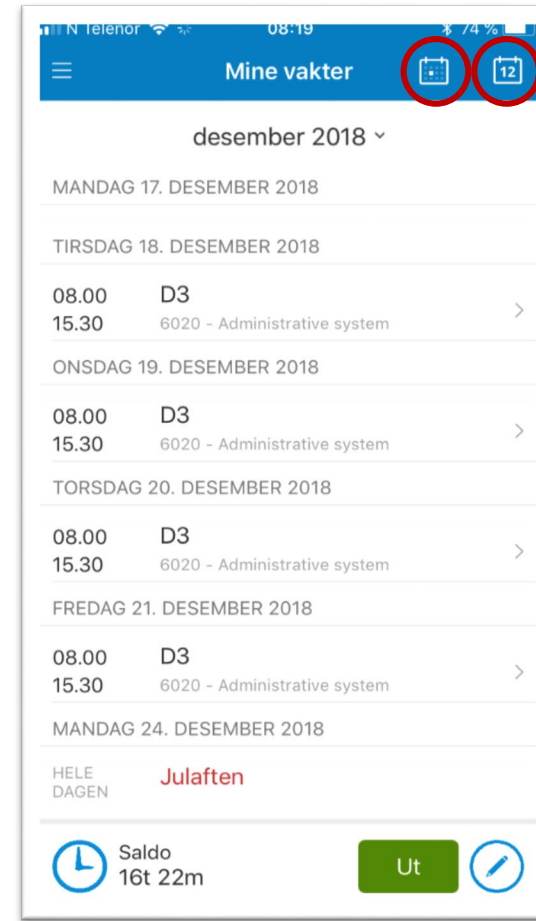 N Telenor 08:19 74 %
Mine vakter 12
desember 2018
MANDAG 17. DESEMBER 2018
TIRSDAG 18. DESEMBER 2018
08.00 D3
15.30 6020 - Administrative system
ONSDAG 19. DESEMBER 2018
08.00 D3
15.30 6020 - Administrative system
TORSDAG 20. DESEMBER 2018
08.00 D3
15.30 6020 - Administrative system
FREDAG 21. DESEMBER 2018
08.00 D3
15.30 6020 - Administrative system
MANDAG 24. DESEMBER 2018
HELE DAGEN Julaften
Saldo
16t 22m Ut